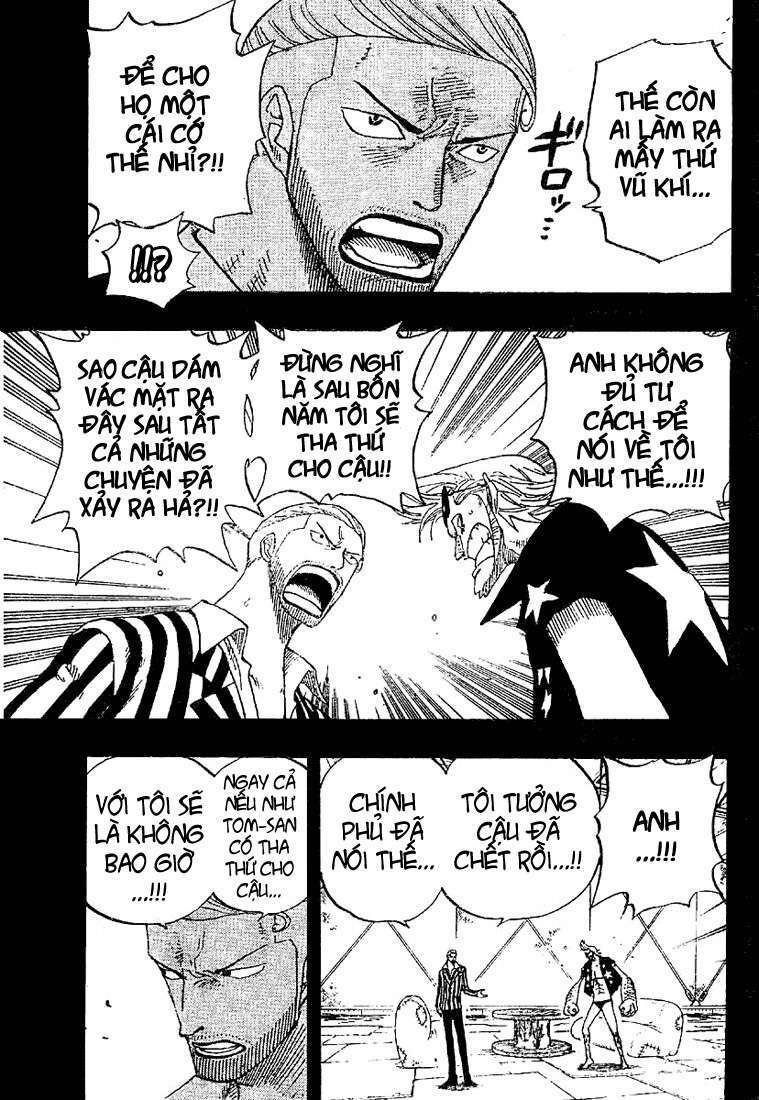 THẾ CÒN
AI LÀM RA
MẤY THỨ
VŨ KHÍ...
ĐỂ CHO
HỌ MỘT
CÁI CỚ
THẾ NHỈ?!!
ギロッ
!!?
ANH KHÔNG
ĐỦ TƯ
CÁCH ĐỂ
NÓI VỀ TÔI
NHƯ THẾ...!!!
ĐỪNG NGHĨ
LÀ SAU BỐN
NĂM TÔI SẼ
THA THỨ
CHO CẬU!!
SAO CẬU DÁM
VÁC MẶT RA
ĐÂY SAU TẤT
CẢ NHỮNG
CHUYỆN ĐÃ
XẢY RA HẢ?!!
ANH
...!!!
TÔI TƯỞNG
CẬU ĐÃ
CHẾT RỒI...!!
CHÍNH
PHỦ ĐÃ
NÓI THẾ...
NGAY CẢ
NẾU NHƯ
TOM-SAN
CÓ THA
THỨ CHO
CẬU...
VỚI TÔI SẼ
LÀ KHÔNG
BAO GIỜ
...!!!